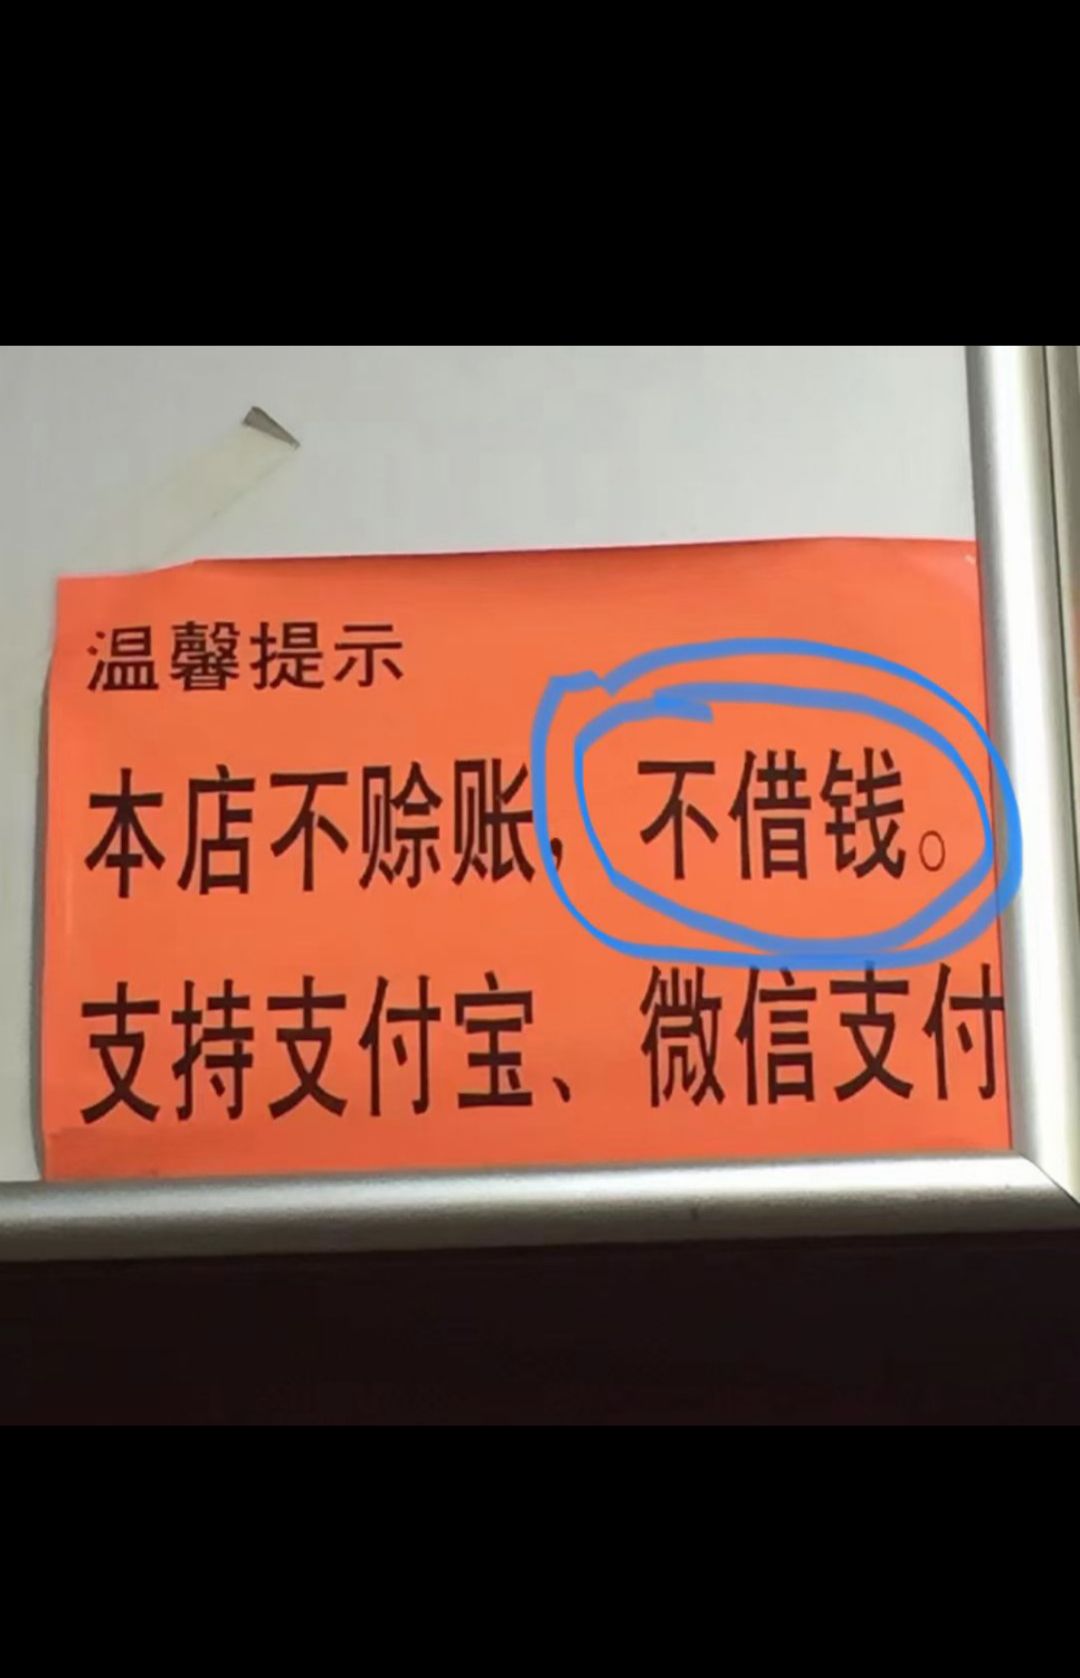 温馨提示
本店不赊账，不借钱。
支持支付宝、微信支付